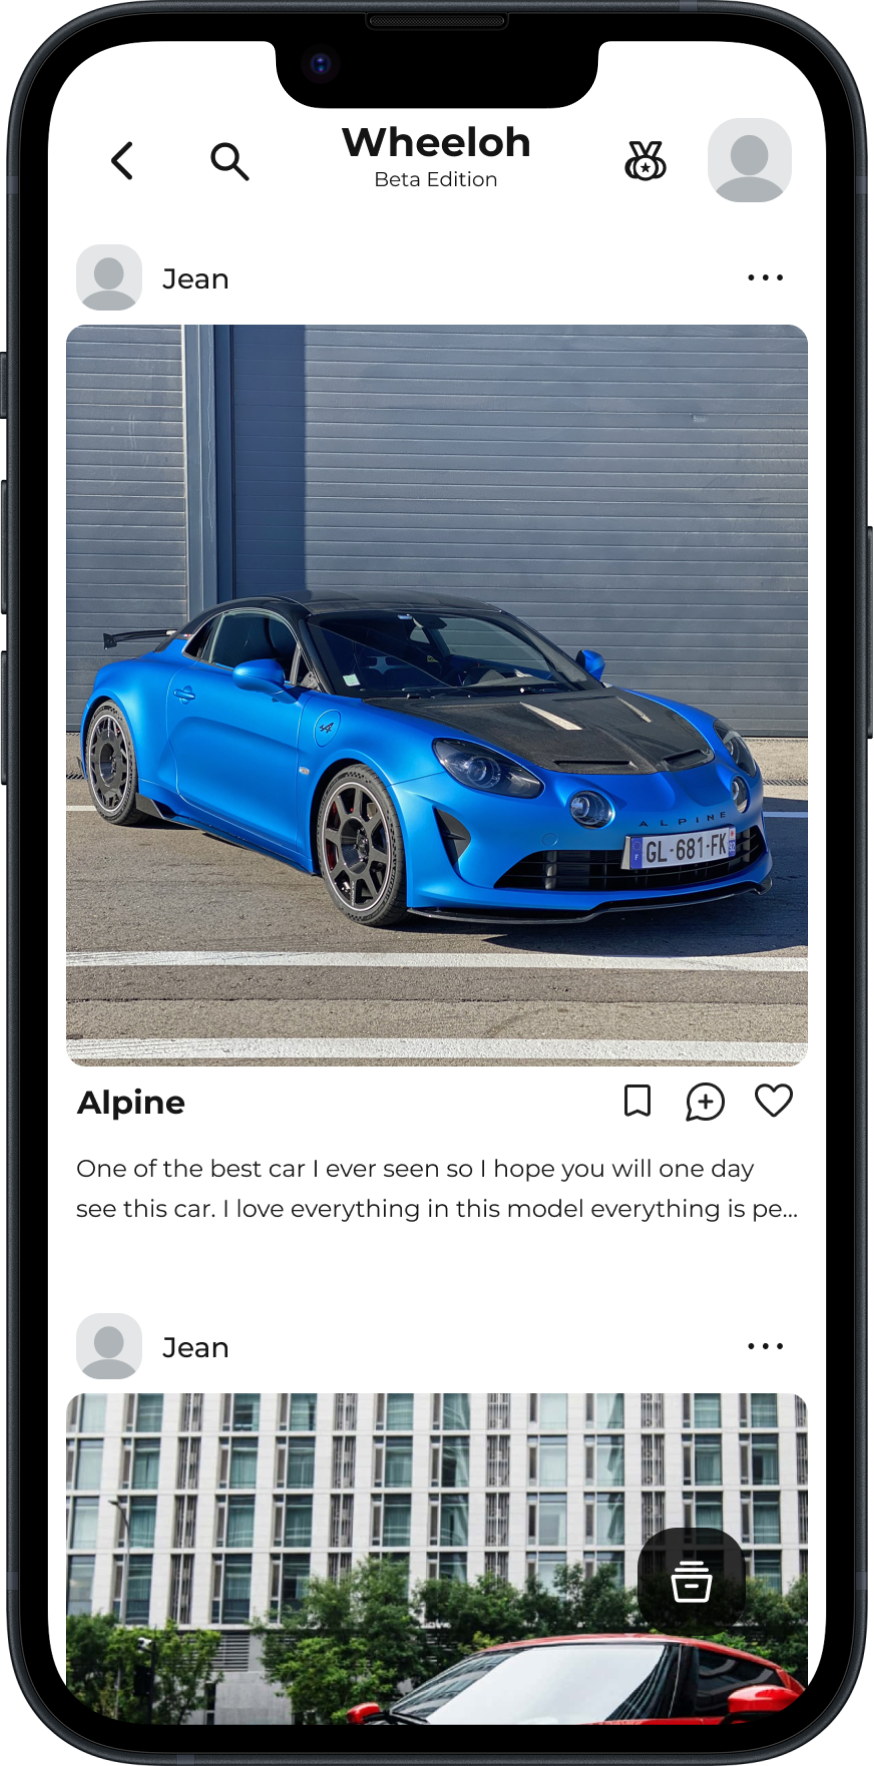 Wheeloh
Beta Edition
Jean
ALPINE
GL-681-FK
Alpine
One of the best car I ever seen so I hope you will one day
see this car. I love everything in this model everything is pe...
Jean